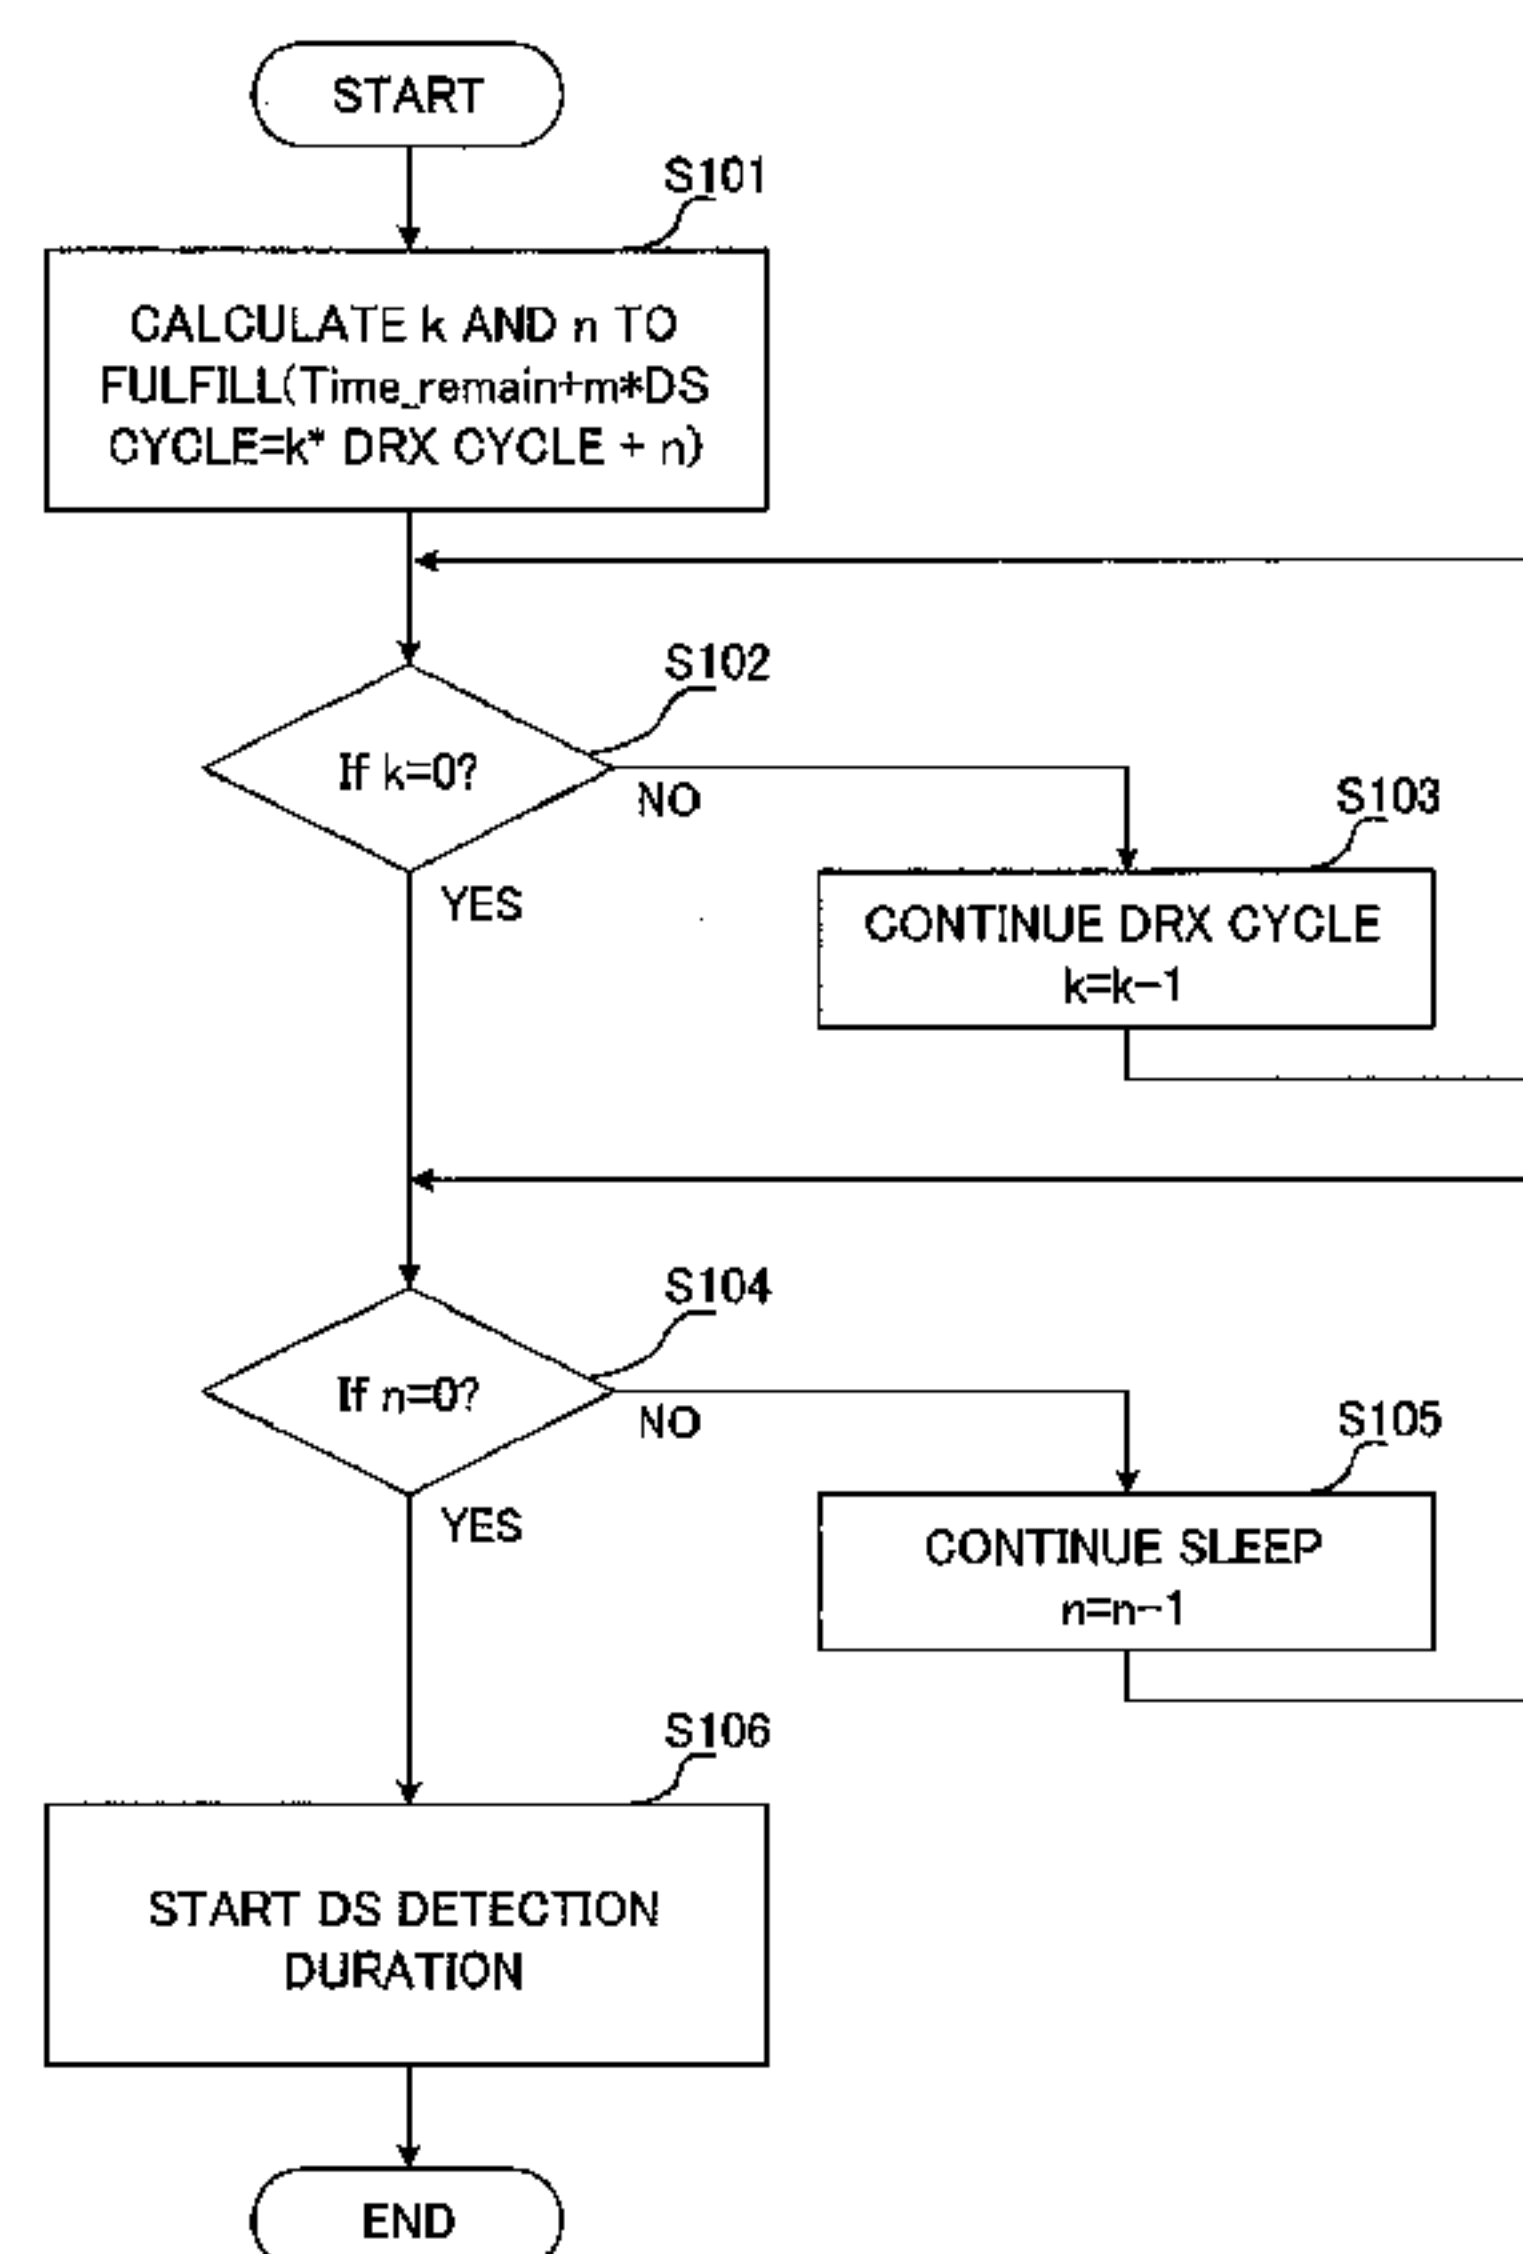 START
S101
CALCULATE k AND n TO
FULFILL(Time_remain+m*DS
CYCLE=k* DRX CYCLE + n)
S102
If k=0?
NO
YES
S103
CONTINUE DRX CYCLE
k=k-1
S104
If n=0?
NO
YES
S105
CONTINUE SLEEP
n=n-1
S106
START DS DETECTION
DURATION
END